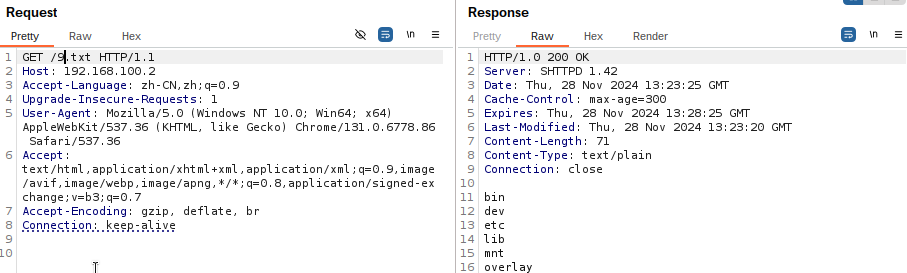 Request
Pretty Raw Hex \n
1 GET /9.txt HTTP/1.1
2 Host: 192.168.100.2
3 Accept-Language: zh-CN,zh;q=0.9
4 Upgrade-Insecure-Requests: 1
5 User-Agent: Mozilla/5.0 (Windows NT 10.0; Win64; x64)
AppleWebKit/537.36 (KHTML, like Gecko) Chrome/131.0.6778.86
Safari/537.36
6 Accept:
text/html,application/xhtml+xml,application/xml;q=0.9,image
/avif,image/webp,image/apng,*/*;q=0.8,application/signed-ex
change;v=b3;q=0.7
7 Accept-Encoding: gzip, deflate, br
8 Connection: keep-alive
9
10
Response
Pretty Raw Hex Render \n
1 HTTP/1.0 200 OK
2 Server: SHTTPD 1.42
3 Date: Thu, 28 Nov 2024 13:23:25 GMT
4 Cache-Control: max-age=300
5 Expires: Thu, 28 Nov 2024 13:28:25 GMT
6 Last-Modified: Thu, 28 Nov 2024 13:23:20 GMT
7 Content-Length: 71
8 Content-Type: text/plain
9 Connection: close
10
11 bin
12 dev
13 etc
14 lib
15 mnt
16 overlay